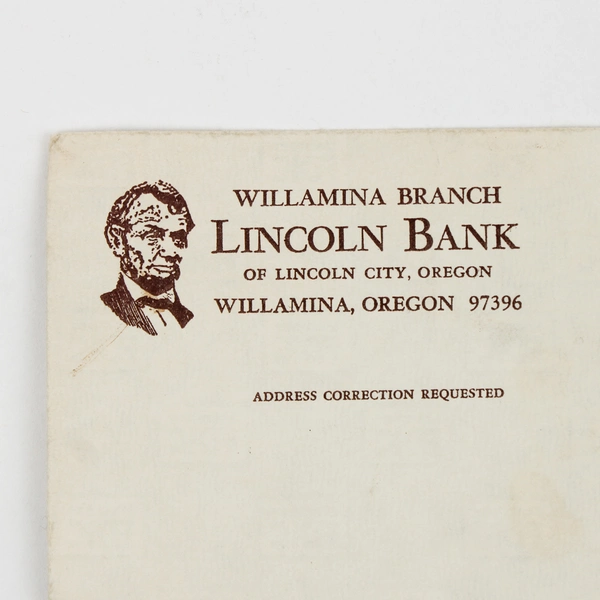 WILLAMINA BRANCH
LINCOLN BANK
OF LINCOLN CITY, OREGON
WILLAMINA, OREGON 97396
ADDRESS CORRECTION REQUESTED